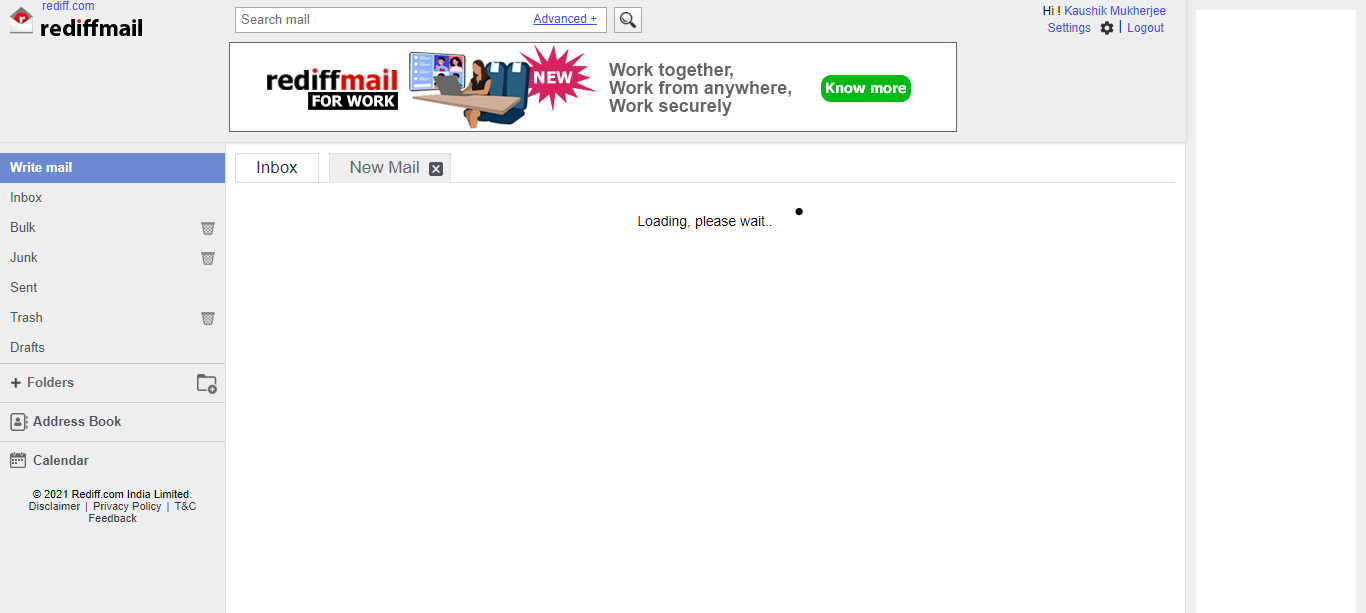 rediff.com
rediffmail
Search mail Advanced +
Hi ! Kaushik Mukherjee
Settings | Logout
rediffmail
FOR WORK
NEW
Work together,
Work from anywhere,
Work securely
Know more
Write mail
Inbox
Bulk
Junk
Sent
Trash
Drafts
+ Folders
Address Book
Calendar
© 2021 Rediff.com India Limited.
Disclaimer | Privacy Policy | T&C
Feedback
Inbox New Mail
Loading, please wait..